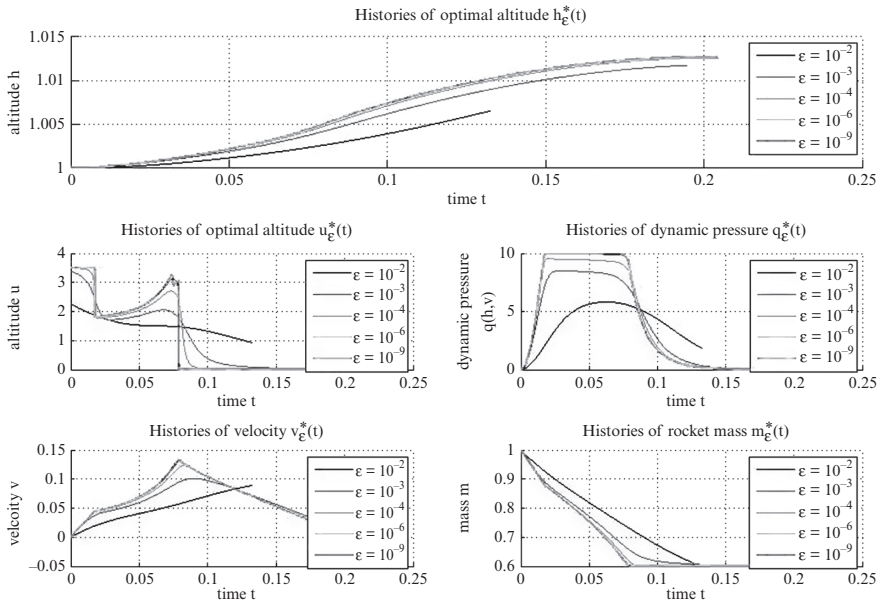 Histories of optimal altitude h*ε(t)
1.015
1.01
1.005
1
altitude h
0
0.05
0.1
0.15
0.2
0.25
time t
ε = 10⁻²
ε = 10⁻³
ε = 10⁻⁴
ε = 10⁻⁶
ε = 10⁻⁹
Histories of optimal altitude u*ε(t)
4
3
2
1
0
altitude u
0
0.05
0.1
0.15
0.2
0.25
time t
ε = 10⁻²
ε = 10⁻³
ε = 10⁻⁴
ε = 10⁻⁶
ε = 10⁻⁹
Histories of dynamic pressure q*ε(t)
10
5
0
dynamic pressure
q(h,v)
0
0.05
0.1
0.15
0.2
0.25
time t
ε = 10⁻²
ε = 10⁻³
ε = 10⁻⁴
ε = 10⁻⁶
ε = 10⁻⁹
Histories of velocity v*ε(t)
0.15
0.1
0.05
0
−0.05
velcoity v
0
0.05
0.1
0.15
0.2
0.25
time t
ε = 10⁻²
ε = 10⁻³
ε = 10⁻⁴
ε = 10⁻⁶
ε = 10⁻⁹
Histories of rocket mass m*ε(t)
1
0.9
0.8
0.7
0.6
mass m
0
0.05
0.1
0.15
0.2
0.25
time t
ε = 10⁻²
ε = 10⁻³
ε = 10⁻⁴
ε = 10⁻⁶
ε = 10⁻⁹